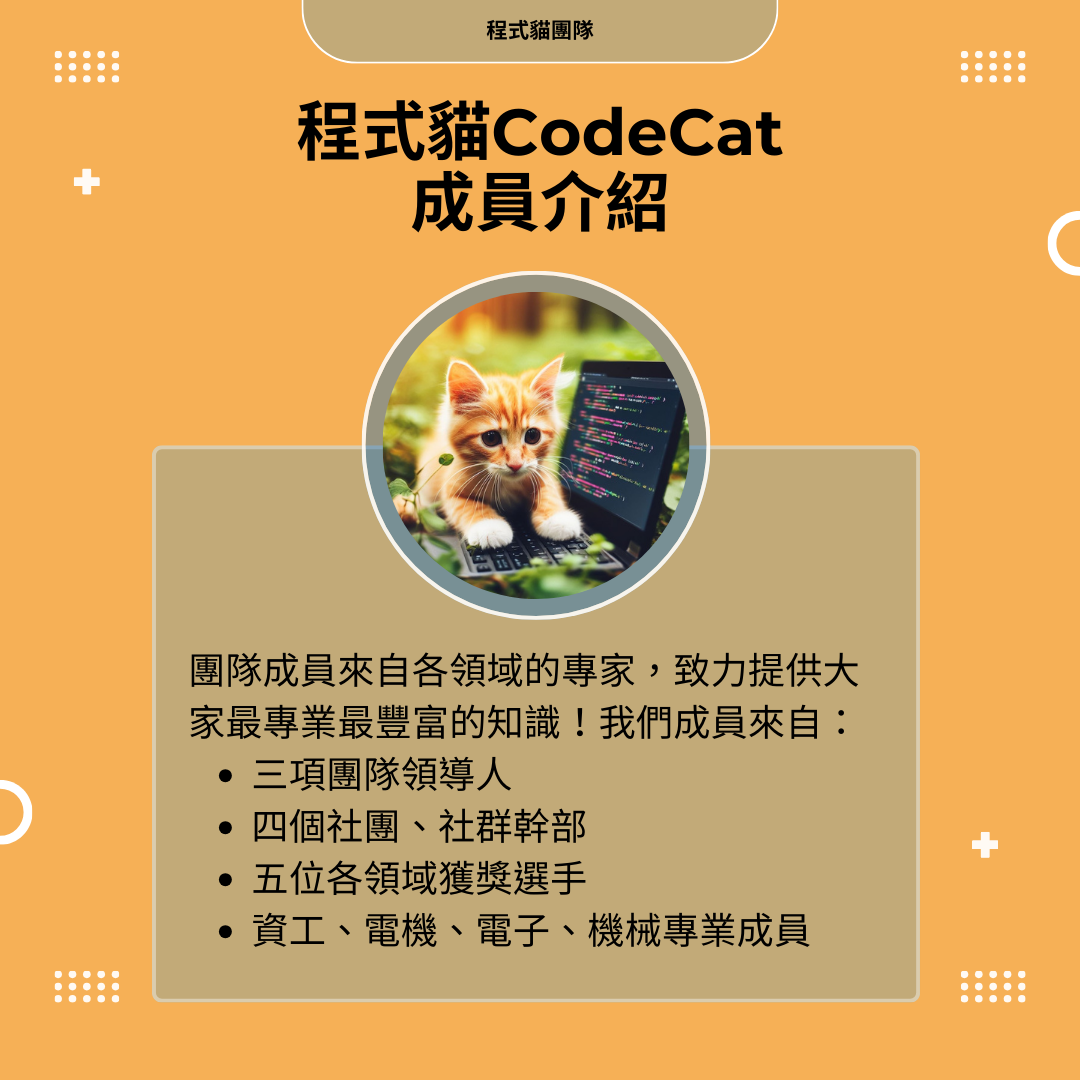 程式貓團隊
程式貓CodeCat
成員介紹
團隊成員來自各領域的專家，致力提供大
家最專業最豐富的知識！我們成員來自：
• 三項團隊領導人
• 四個社團、社群幹部
• 五位各領域獲獎選手
• 資工、電機、電子、機械專業成員